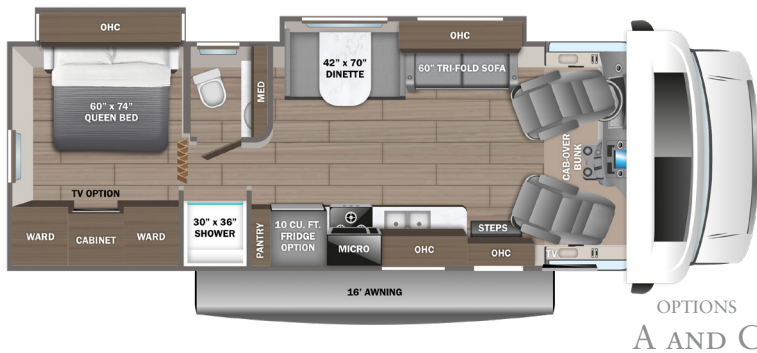 OHC
60" x 74"
QUEEN BED
MED
42" x 70"
DINETTE
OHC
60" TRI-FOLD SOFA
CAB-OVER
BUNK
TV OPTION
WARD
CABINET
WARD
30" x 36"
SHOWER
PANTRY
10 CU. FT.
FRIDGE
OPTION
MICRO
OHC
STEPS
OHC
TV
16' AWNING
OPTIONS
A AND C